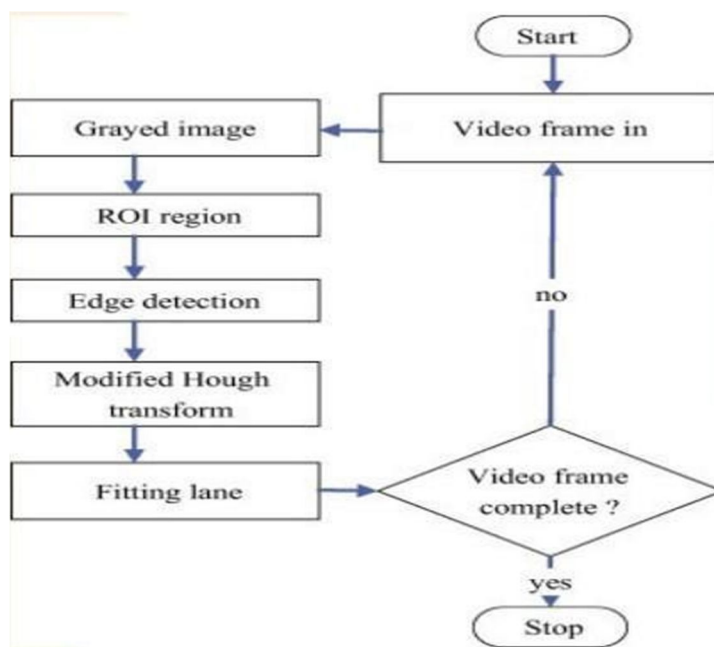 Start
Video frame in
Grayed image
ROI region
Edge detection
Modified Hough
transform
Fitting lane
Video frame
complete ?
no
yes
Stop